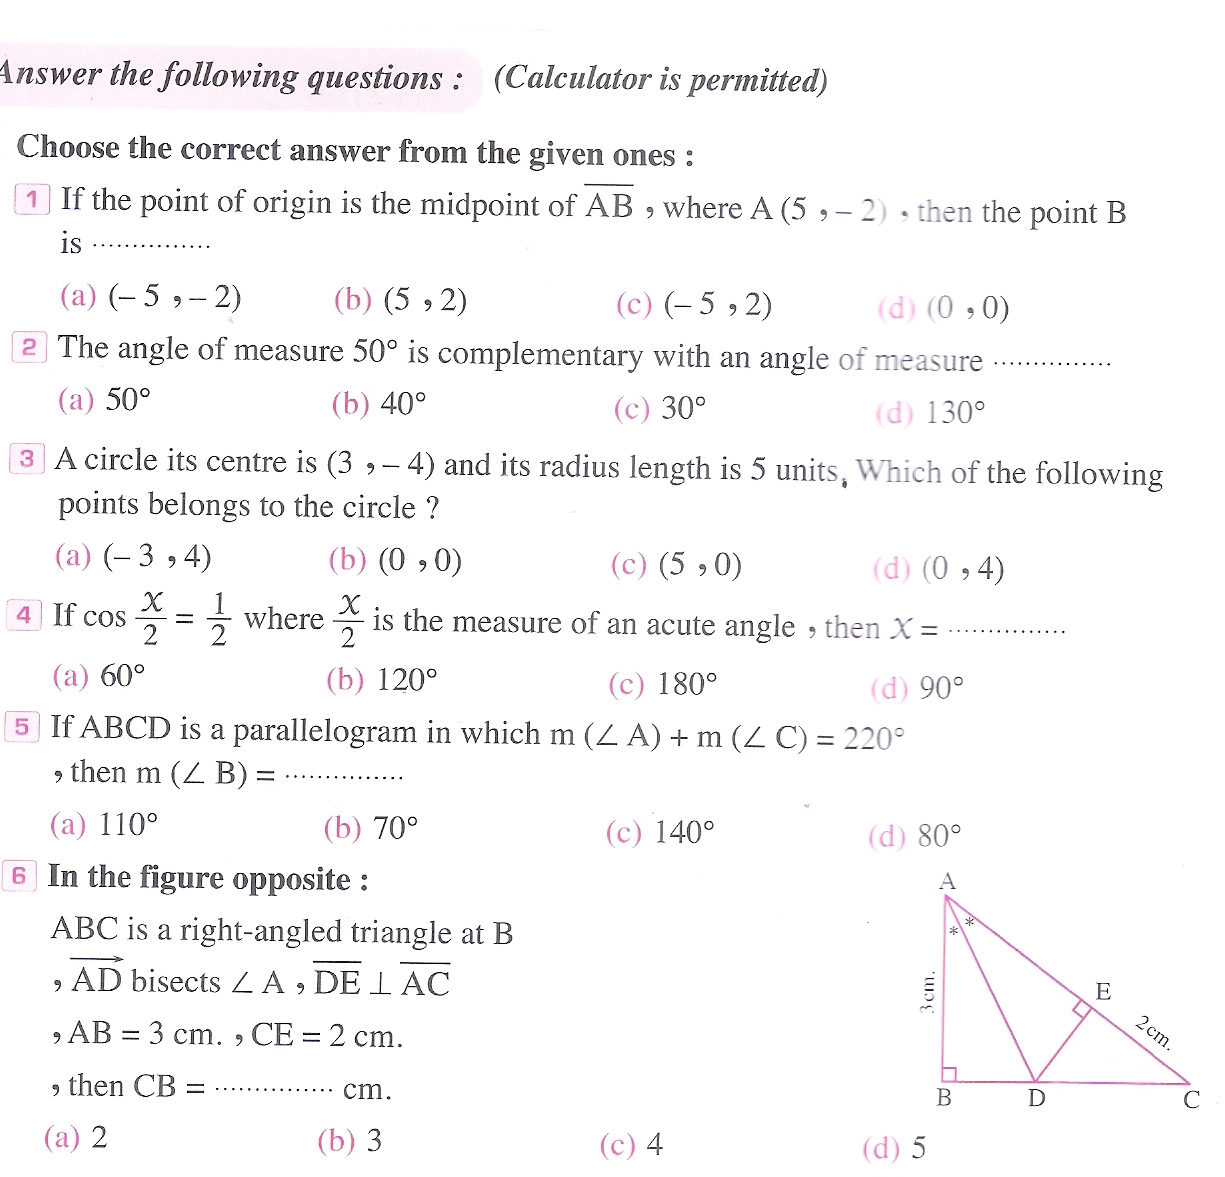 Answer the following questions : (Calculator is permitted)
Choose the correct answer from the given ones :
1 If the point of origin is the midpoint of AB , where A (5 , – 2) , then the point B
is ...............
(a) (– 5 , – 2) (b) (5 , 2) (c) (– 5 , 2) (d) (0 , 0)
2 The angle of measure 50° is complementary with an angle of measure ...............
(a) 50° (b) 40° (c) 30° (d) 130°
3 A circle its centre is (3 , – 4) and its radius length is 5 units, Which of the following
points belongs to the circle ?
(a) (– 3 , 4) (b) (0 , 0) (c) (5 , 0) (d) (0 , 4)
4 If cos X/2 = 1/2 where X/2 is the measure of an acute angle , then X = ...............
(a) 60° (b) 120° (c) 180° (d) 90°
5 If ABCD is a parallelogram in which m (∠ A) + m (∠ C) = 220°
, then m (∠ B) = ...............
(a) 110° (b) 70° (c) 140° (d) 80°
6 In the figure opposite :
ABC is a right-angled triangle at B
, AD bisects ∠ A , DE ⊥ AC
, AB = 3 cm. , CE = 2 cm.
, then CB = ............... cm.
(a) 2 (b) 3 (c) 4 (d) 5
A
* *
3cm.
E
2cm.
B D C